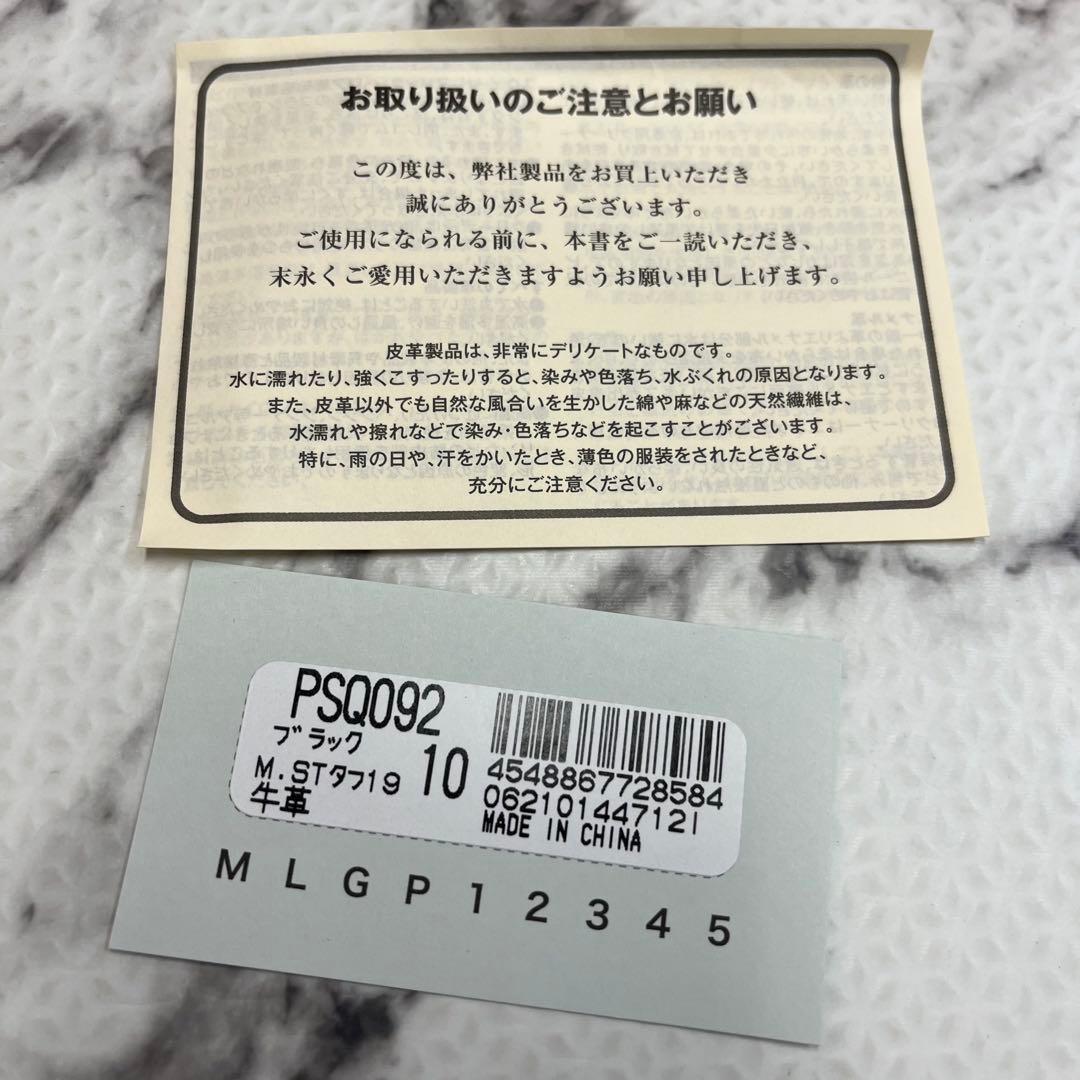 お取り扱いのご注意とお願い
この度は、弊社製品をお買上いただき
誠にありがとうございます。
ご使用になられる前に、本書をご一読いただき、
末永くご愛用いただきますようお願い申し上げます。
皮革製品は、非常にデリケートなものです。
水に濡れたり、強くこすったりすると、染みや色落ち、水ぶくれの原因となります。
また、皮革以外でも自然な風合いを生かした綿や麻などの天然繊維は、
水濡れや擦れなどで染み・色落ちなどを起こすことがございます。
特に、雨の日や、汗をかいたとき、薄色の服装をされたときなど、
充分にご注意ください。
PSQ092
ブラック
M.STタフ19 10
牛革
4548867728584
062101447121
MADE IN CHINA
M L G P 1 2 3 4 5